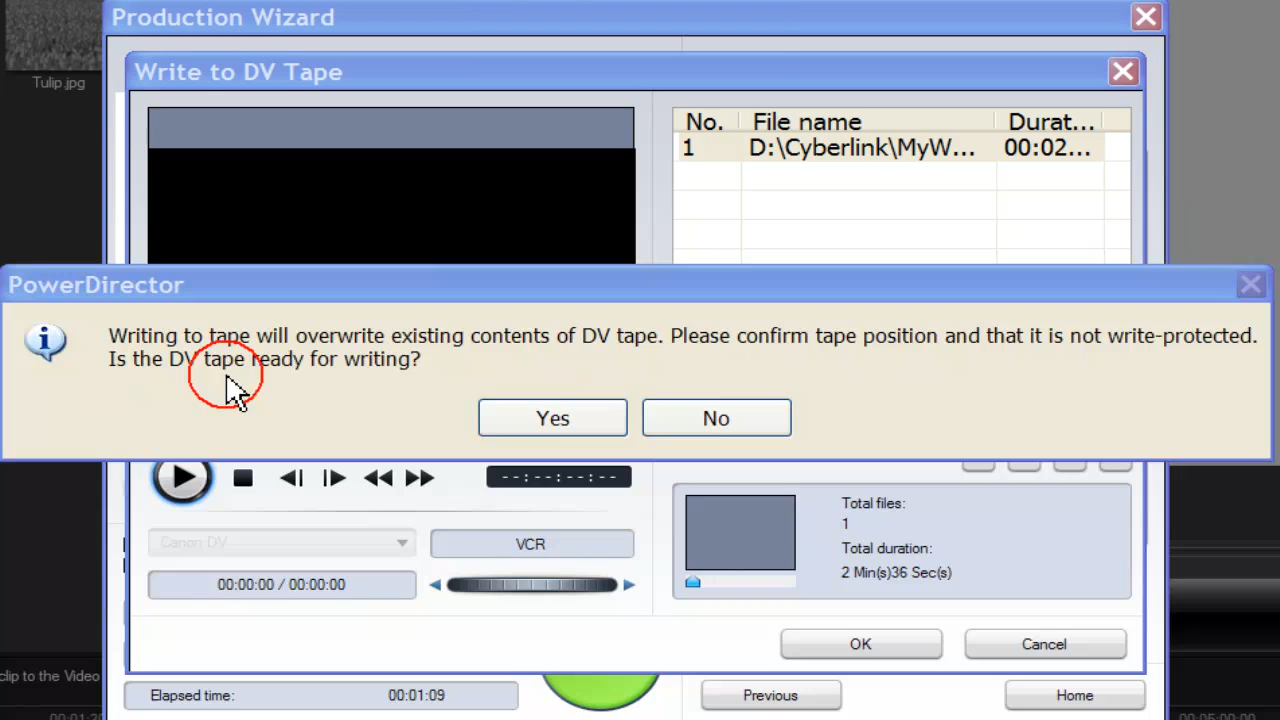 Production Wizard
Tulip.jpg
Write to DV Tape
No. File name Durat...
1 D:\Cyberlink\MyW... 00:02...
PowerDirector
Writing to tape will overwrite existing contents of DV tape. Please confirm tape position and that it is not write-protected.
Is the DV tape ready for writing?
Yes No
--:--:--:--
Canon DV
VCR
00:00:00 / 00:00:00
Total files:
1
Total duration:
2 Min(s)36 Sec(s)
OK Cancel
clip to the Video
Elapsed time: 00:01:09
Previous Home